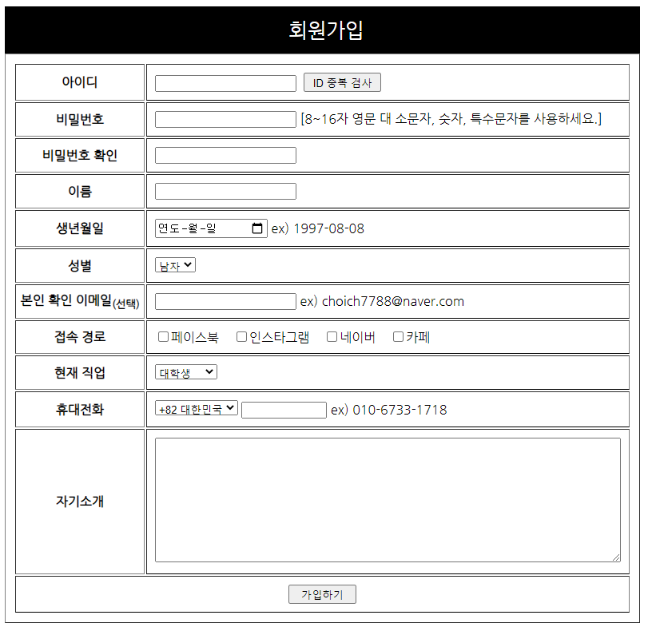 회원가입
아이디 ID 중복 검사
비밀번호 [8~16자 영문 대 소문자, 숫자, 특수문자를 사용하세요.]
비밀번호 확인
이름
생년월일 연도-월-일 ex) 1997-08-08
성별 남자
본인 확인 이메일(선택) ex) choich7788@naver.com
접속 경로 페이스북 인스타그램 네이버 카페
현재 직업 대학생
휴대전화 +82 대한민국 ex) 010-6733-1718
자기소개
가입하기